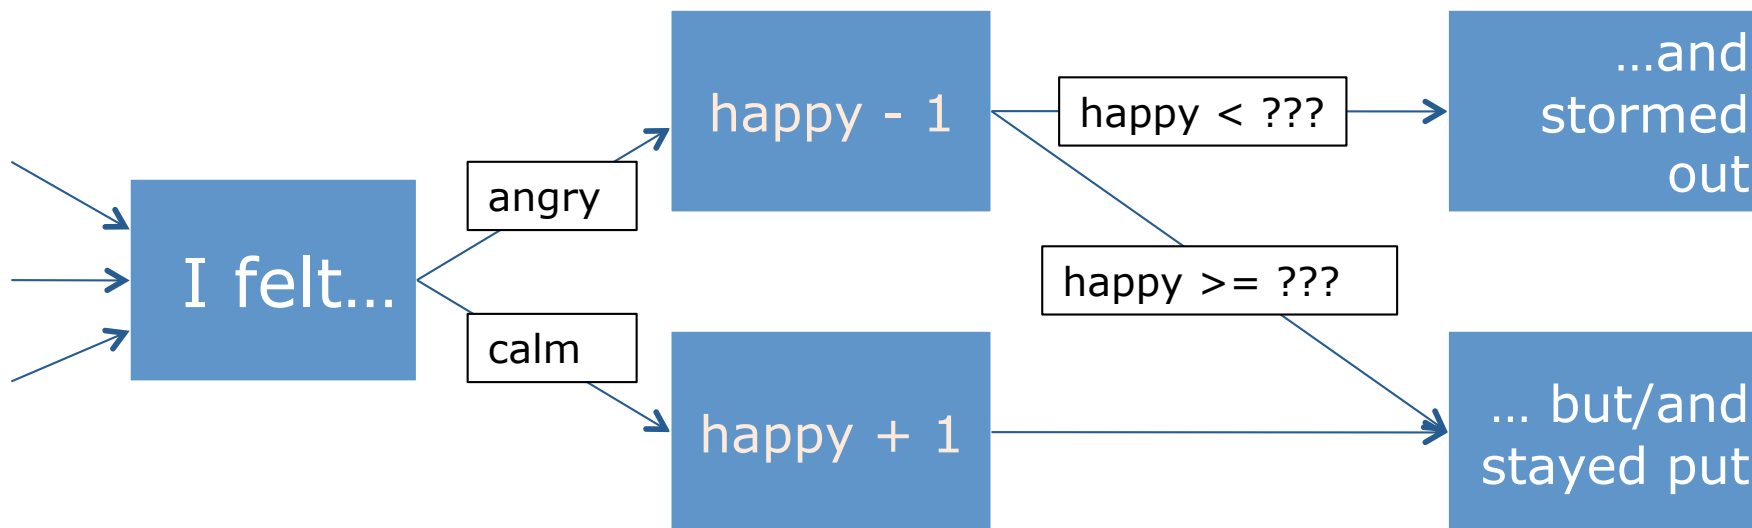 I felt…
angry
calm
happy - 1
happy + 1
happy < ???
happy >= ???
…and
stormed
out
… but/and
stayed put